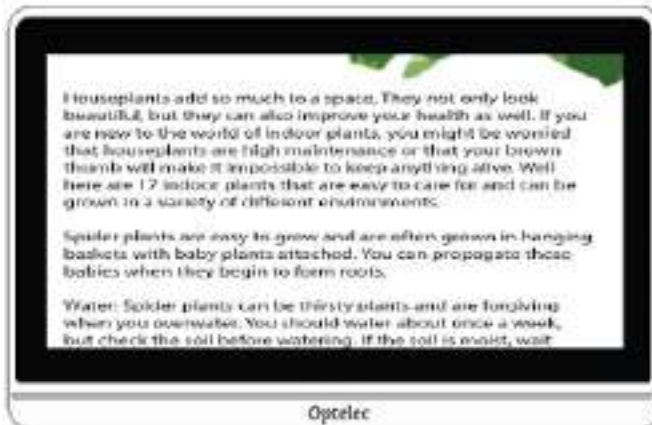 Houseplants add so much to a space. They not only look
beautiful, but they can also improve your health as well. If you
are new to the world of indoor plants, you might be worried
that houseplants are high maintenance or that your brown
thumb will make it impossible to keep anything alive. Well
here are 17 indoor plants that are easy to care for and can be
grown in a variety of different environments.
Spider plants are easy to grow and are often grown in hanging
baskets with baby plants attached. You can propagate these
babies when they begin to form roots.
Water: Spider plants can be thirsty plants and are forgiving
when you overwater. You should water about once a week,
but check the soil before watering. If the soil is moist, wait
Optelec